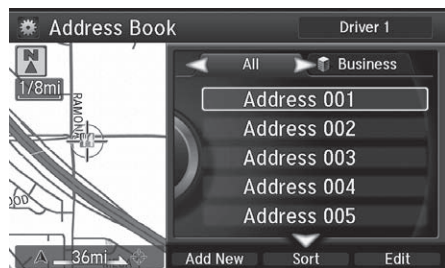 Address Book
Driver 1
N
1/8mi
RAMONA
All
Business
Address 001
Address 002
Address 003
Address 004
Address 005
36mi
Add New
Sort
Edit